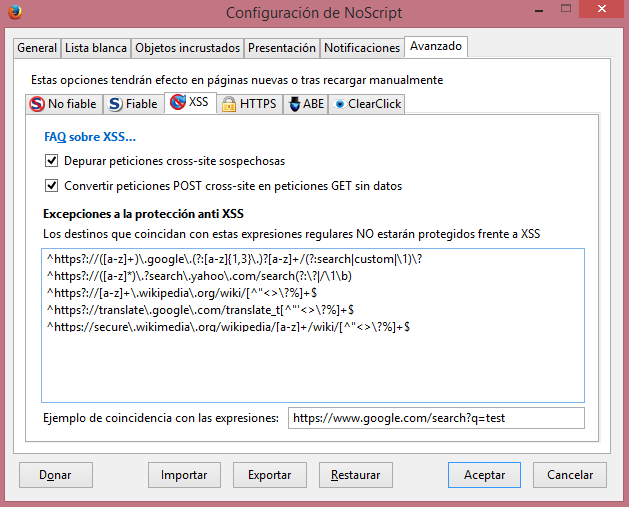 Configuración de NoScript
General Lista blanca Objetos incrustados Presentación Notificaciones Avanzado
Estas opciones tendrán efecto en páginas nuevas o tras recargar manualmente
No fiable Fiable XSS HTTPS ABE ClearClick
FAQ sobre XSS...
Depurar peticiones cross-site sospechosas
Convertir peticiones POST cross-site en peticiones GET sin datos
Excepciones a la protección anti XSS
Los destinos que coincidan con estas expresiones regulares NO estarán protegidos frente a XSS
^https?://([a-z]+)\.google\.(?:[a-z]{1,3}\.)?[a-z]+/(?:search|custom|\1)\?
^https?://([a-z]*)\.?search\.yahoo\.com/search(?:\?|/\1\b)
^https?://[a-z]+\.wikipedia\.org/wiki/[^"<>\?%]+$
^https?://translate\.google\.com/translate_t[^"'<>\?%]+$
^https://secure\.wikimedia\.org/wikipedia/[a-z]+/wiki/[^"<>\?%]+$
Ejemplo de coincidencia con las expresiones: https://www.google.com/search?q=test
Donar Importar Exportar Restaurar Aceptar Cancelar